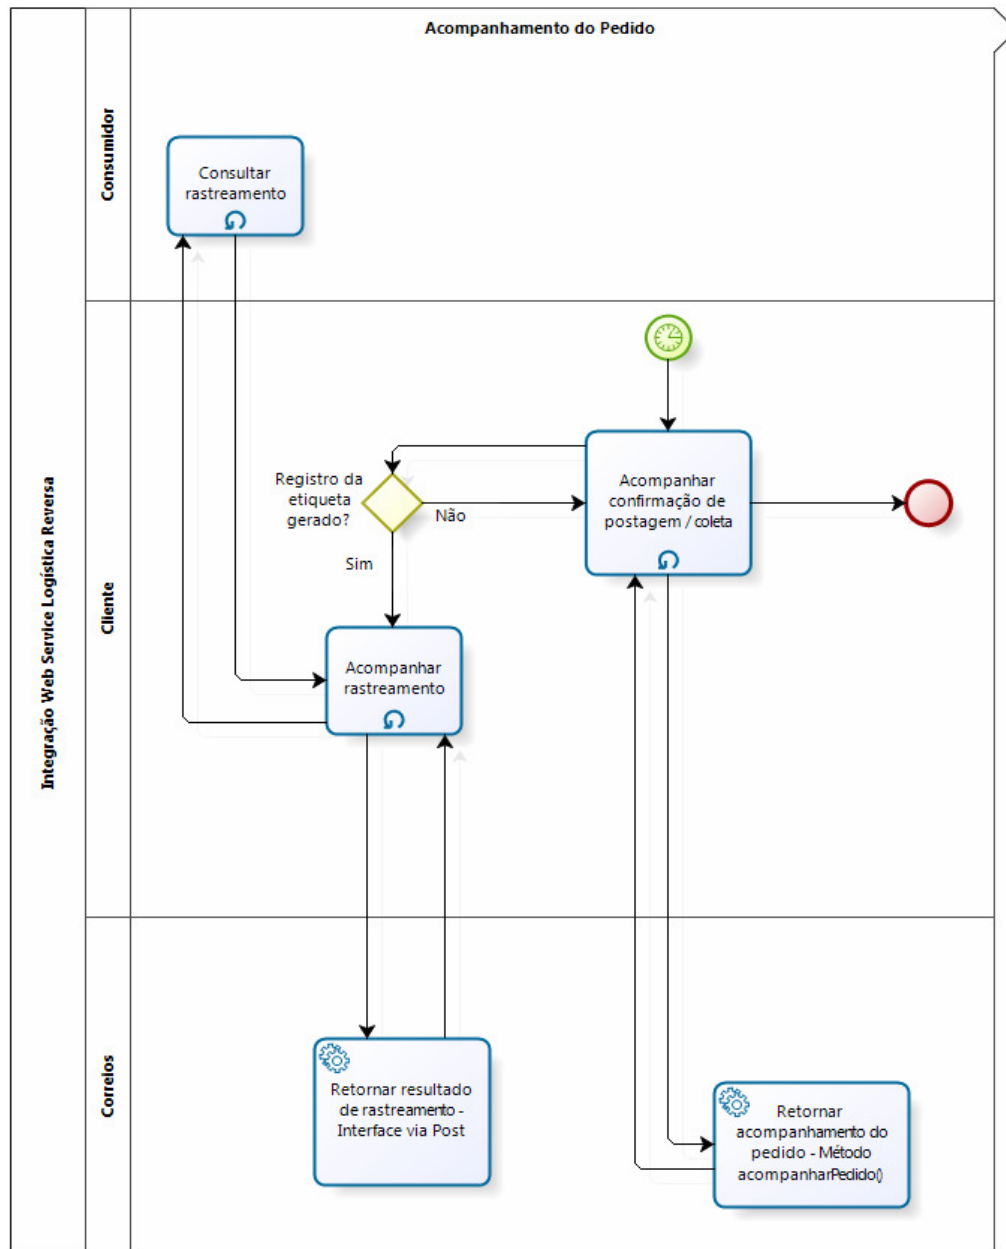 Acompanhamento do Pedido
Integração Web Service Logística Reversa
Consumidor
Consultar
rastreamento
Cliente
Registro da
etiqueta
gerado?
Não
Sim
Acompanhar
confirmação de
postagem / coleta
Acompanhar
rastreamento
Correios
Retornar resultado
de rastreamento -
Interface via Post
Retornar
acompanhamento do
pedido - Método
acompanharPedido()